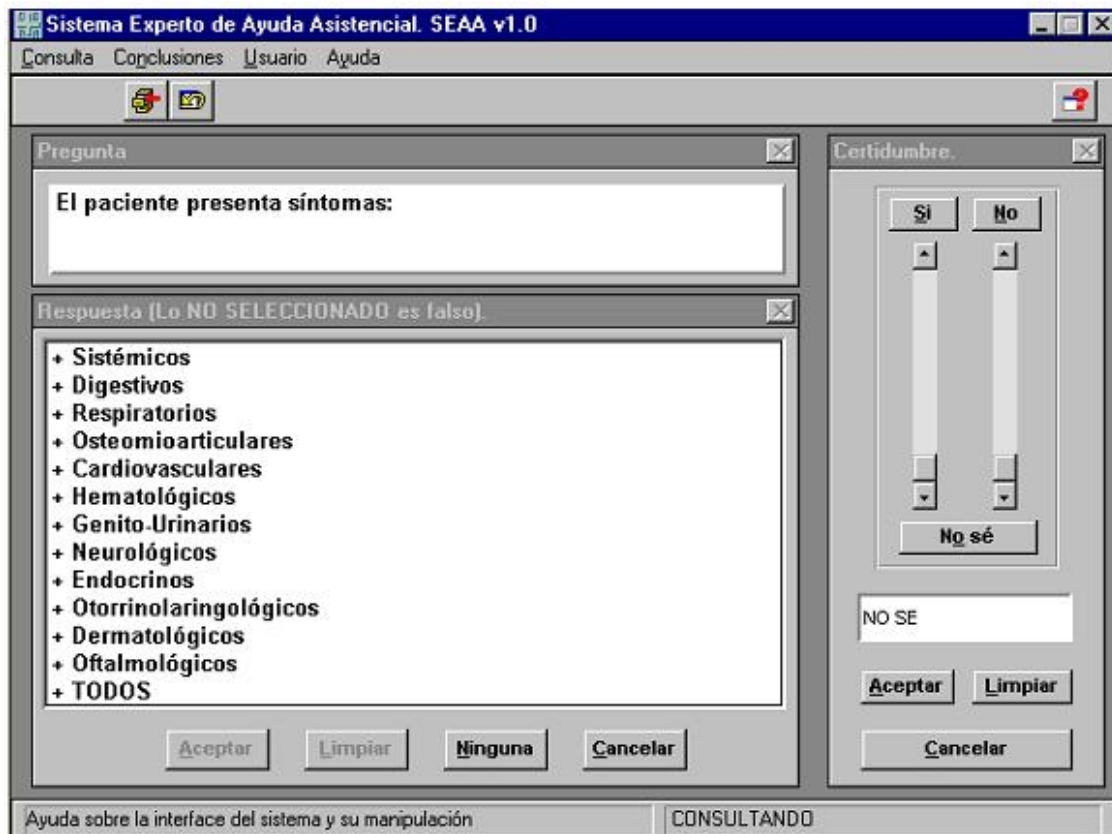 Sistema Experto de Ayuda Asistencial. SEAA v1.0
Consulta Conclusiones Usuario Ayuda
Pregunta
El paciente presenta síntomas:
Respuesta (Lo NO SELECCIONADO es falso).
+ Sistémicos
+ Digestivos
+ Respiratorios
+ Osteomioarticulares
+ Cardiovasculares
+ Hematológicos
+ Genito-Urinarios
+ Neurológicos
+ Endocrinos
+ Otorrinolaringológicos
+ Dermatológicos
+ Oftalmológicos
+ TODOS
Aceptar Limpiar Ninguna Cancelar
Certidumbre.
Si No
No sé
NO SE
Aceptar Limpiar
Cancelar
Ayuda sobre la interface del sistema y su manipulación CONSULTANDO